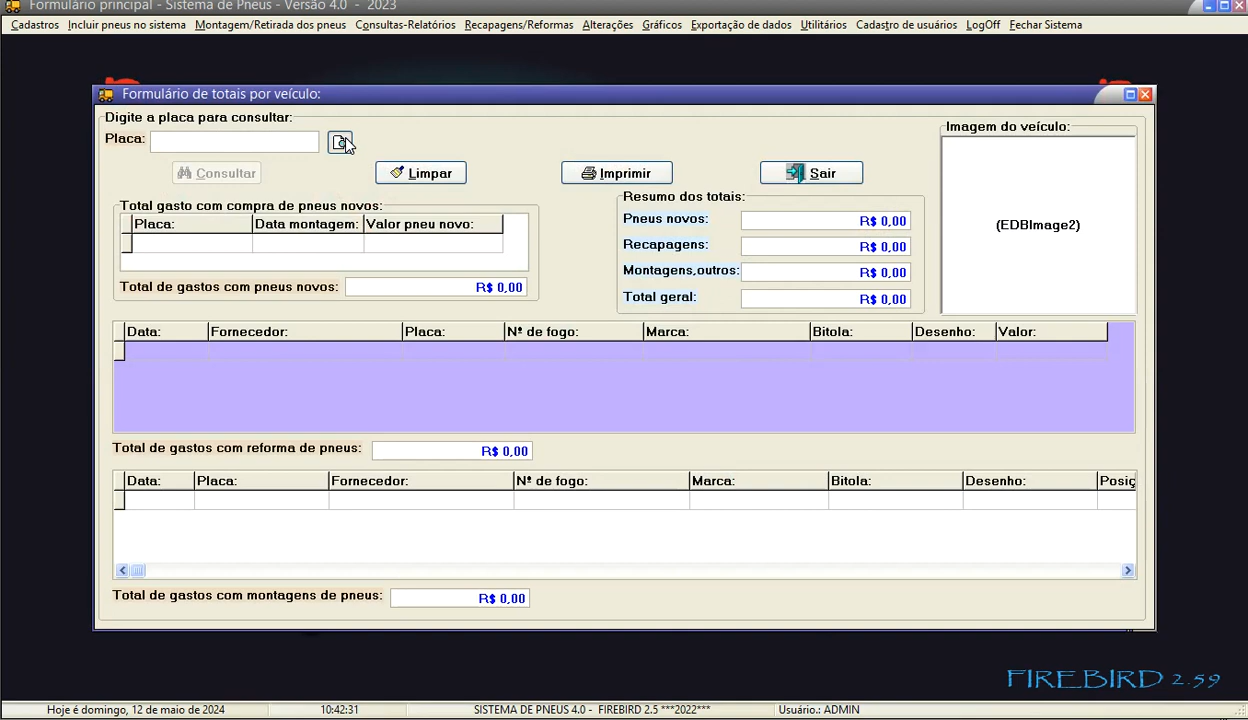 Formulário principal - Sistema de Pneus - Versão 4.0 - 2023
Cadastros Incluir pneus no sistema Montagem/Retirada dos pneus Consultas-Relatórios Recapagens/Reformas Alterações Gráficos Exportação de dados Utilitários Cadastro de usuários LogOff Fechar Sistema
Formulário de totais por veículo:
Digite a placa para consultar:
Placa:
Consultar Limpar Imprimir Sair
Imagem do veículo:
(EDBImage2)
Total gasto com compra de pneus novos:
Placa: Data montagem: Valor pneu novo:
Total de gastos com pneus novos: R$ 0,00
Resumo dos totais:
Pneus novos: R$ 0,00
Recapagens: R$ 0,00
Montagens,outros: R$ 0,00
Total geral: R$ 0,00
Data: Fornecedor: Placa: Nº de fogo: Marca: Bitola: Desenho: Valor:
Total de gastos com reforma de pneus: R$ 0,00
Data: Placa: Fornecedor: Nº de fogo: Marca: Bitola: Desenho: Posiç
Total de gastos com montagens de pneus: R$ 0,00
FIREBIRD 2.59
Hoje é domingo, 12 de maio de 2024 10:42:31 SISTEMA DE PNEUS 4.0 - FIREBIRD 2.5 ***2022*** Usuário.: ADMIN